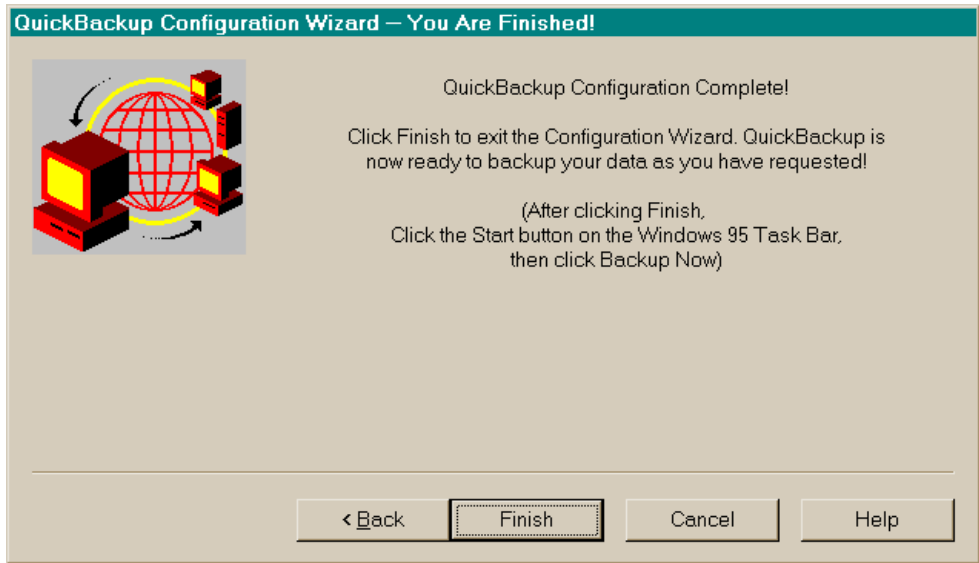 QuickBackup Configuration Wizard – You Are Finished!
QuickBackup Configuration Complete!
Click Finish to exit the Configuration Wizard. QuickBackup is
now ready to backup your data as you have requested!
(After clicking Finish,
Click the Start button on the Windows 95 Task Bar,
then click Backup Now)
< Back Finish Cancel Help